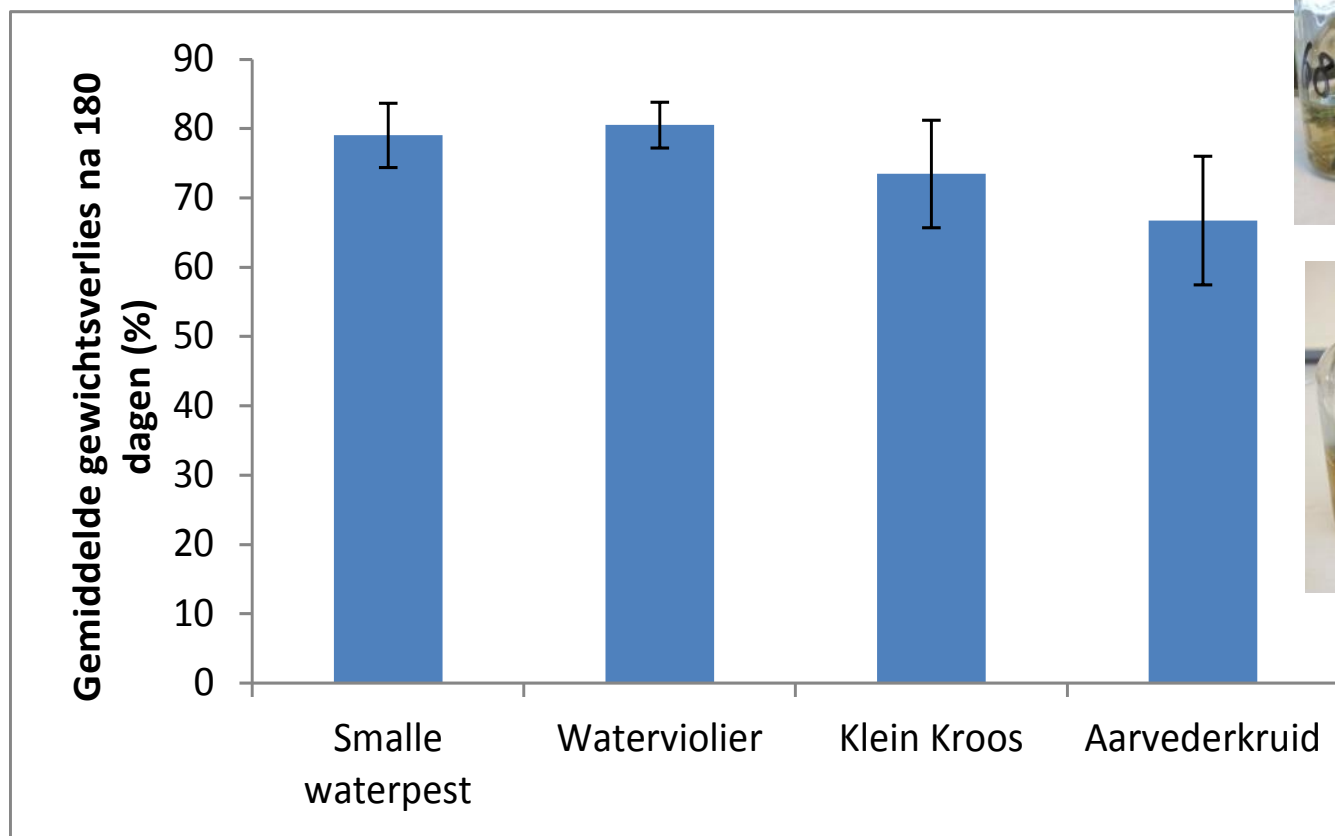 Gemiddelde gewichtsverlies na 180
dagen (%)
90
80
70
60
50
40
30
20
10
0
Smalle
waterpest
Waterviolier
Klein Kroos
Aarvederkruid